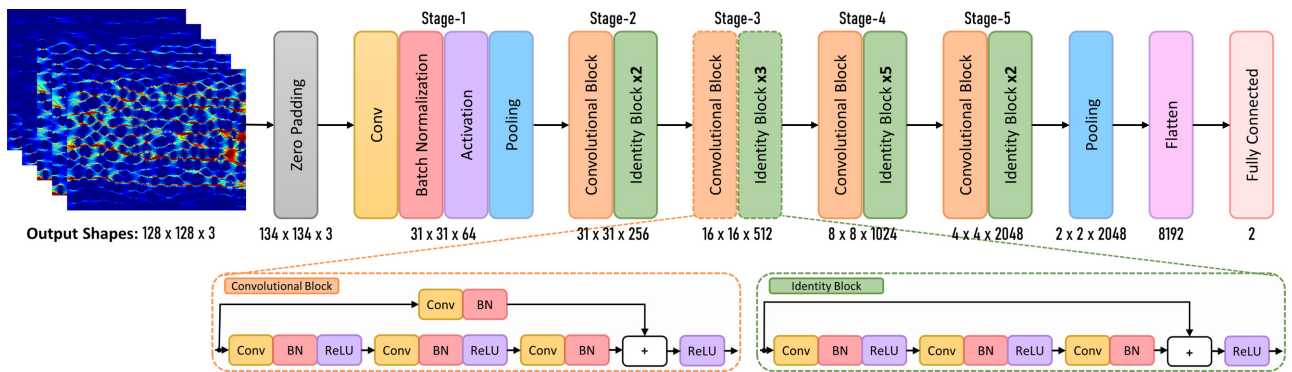 Stage-1
Stage-2
Stage-3
Stage-4
Stage-5
Zero Padding
Conv
Batch Normalization
Activation
Pooling
Convolutional Block
Identity Block x2
Convolutional Block
Identity Block x3
Convolutional Block
Identity Block x5
Convolutional Block
Identity Block x2
Pooling
Flatten
Fully Connected
Output Shapes: 128 x 128 x 3
134 x 134 x 3
31 x 31 x 64
31 x 31 x 256
16 x 16 x 512
8 x 8 x 1024
4 x 4 x 2048
2 x 2 x 2048
8192
2
Convolutional Block
Conv BN
Conv BN ReLU Conv BN ReLU Conv BN + ReLU
Identity Block
Conv BN ReLU Conv BN ReLU Conv BN + ReLU